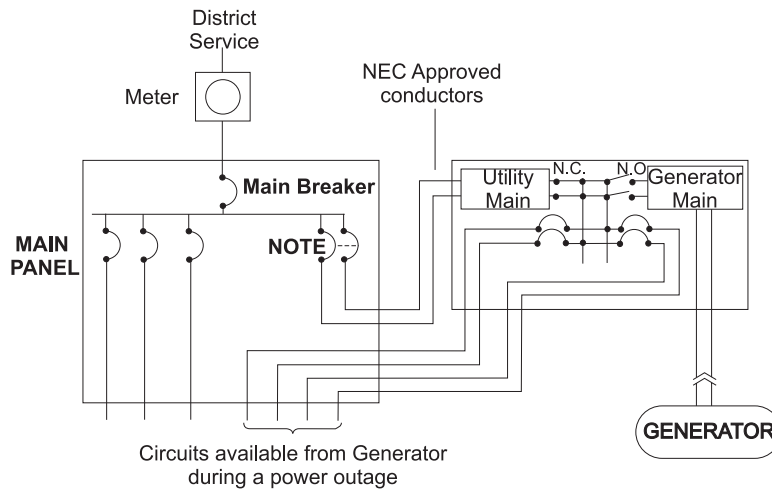 District
Service
Meter
NEC Approved
conductors
Main Breaker
MAIN
PANEL
NOTE
Utility
Main
N.C.
N.O
Generator
Main
GENERATOR
Circuits available from Generator
during a power outage